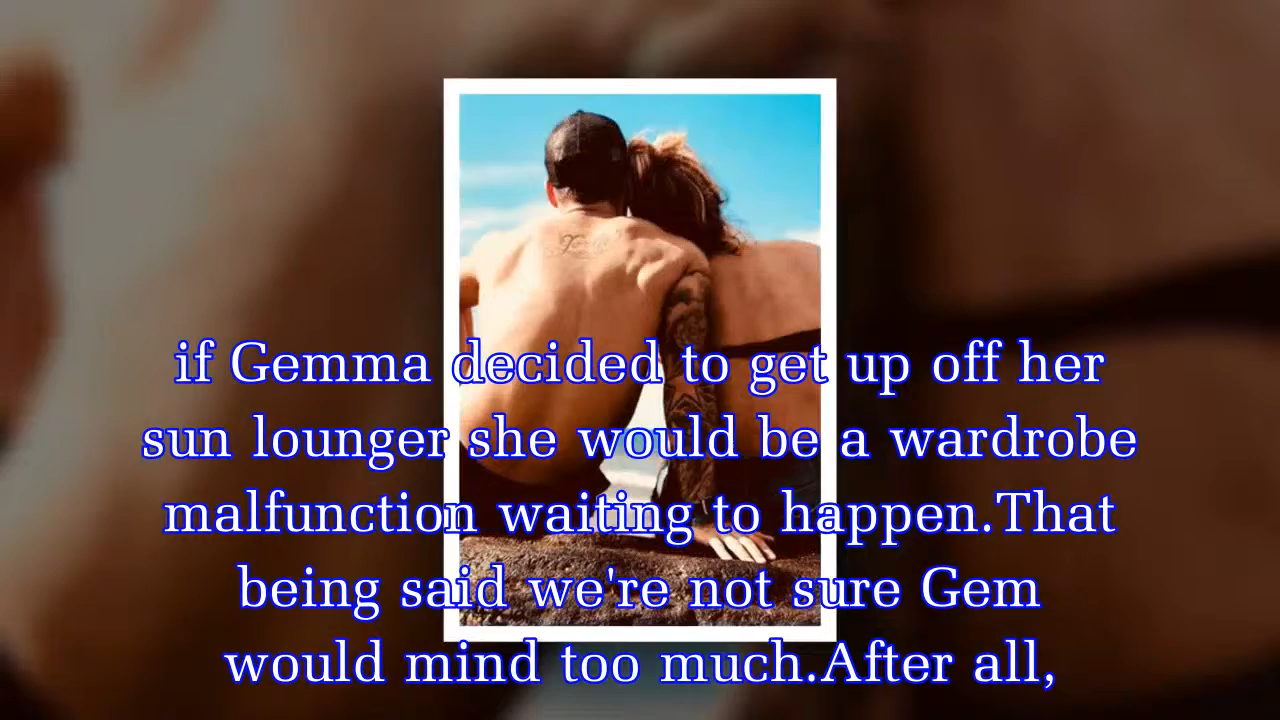 if Gemma decided to get up off her
sun lounger she would be a wardrobe
malfunction waiting to happen.That
being said we're not sure Gem
would mind too much.After all,